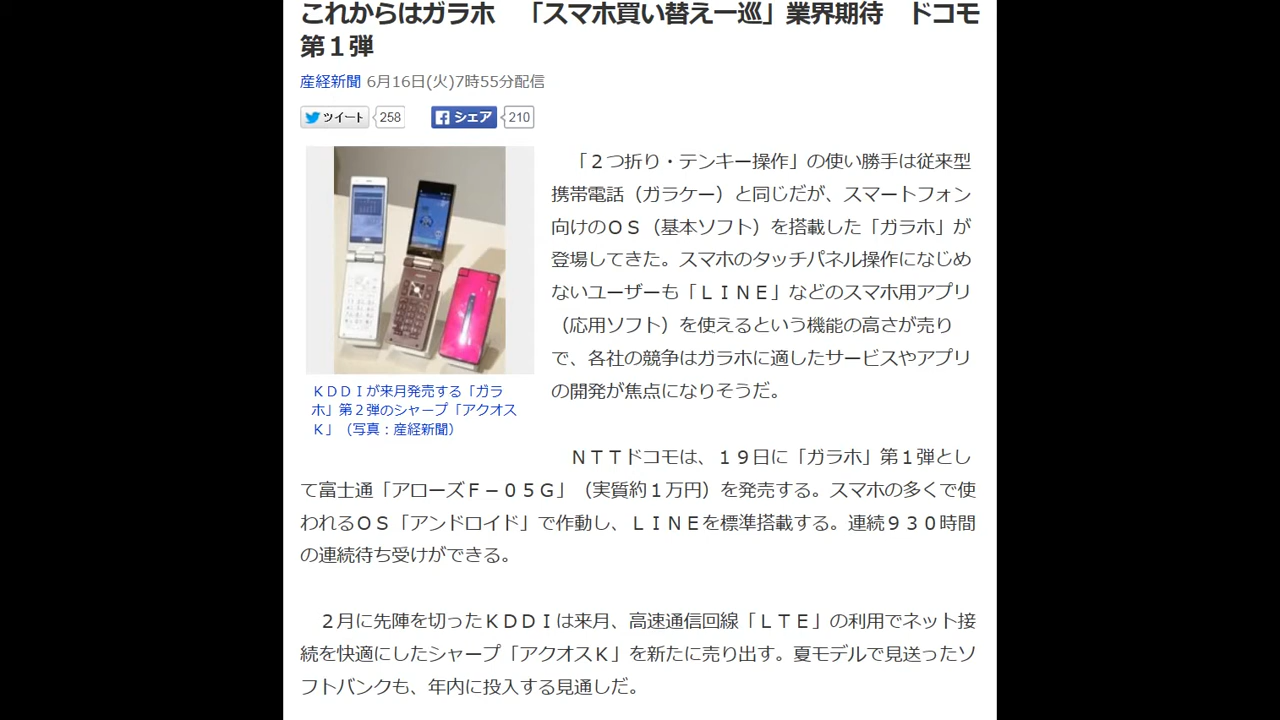 これからはガラホ　「スマホ買い替え一巡」業界期待　ドコモ
第１弾
産経新聞 6月16日(火)7時55分配信
ツイート 258 シェア 210
「２つ折り・テンキー操作」の使い勝手は従来型
携帯電話（ガラケー）と同じだが、スマートフォン
向けのＯＳ（基本ソフト）を搭載した「ガラホ」が
登場してきた。スマホのタッチパネル操作になじめ
ないユーザーも「ＬＩＮＥ」などのスマホ用アプリ
（応用ソフト）を使えるという機能の高さが売り
で、各社の競争はガラホに適したサービスやアプリ
の開発が焦点になりそうだ。
ＫＤＤＩが来月発売する「ガラ
ホ」第２弾のシャープ「アクオス
Ｋ」（写真：産経新聞）
ＮＴＴドコモは、１９日に「ガラホ」第１弾とし
て富士通「アローズＦ－０５Ｇ」（実質約１万円）を発売する。スマホの多くで使
われるＯＳ「アンドロイド」で作動し、ＬＩＮＥを標準搭載する。連続９３０時間
の連続待ち受けができる。
２月に先陣を切ったＫＤＤＩは来月、高速通信回線「ＬＴＥ」の利用でネット接
続を快適にしたシャープ「アクオスＫ」を新たに売り出す。夏モデルで見送ったソ
フトバンクも、年内に投入する見通しだ。